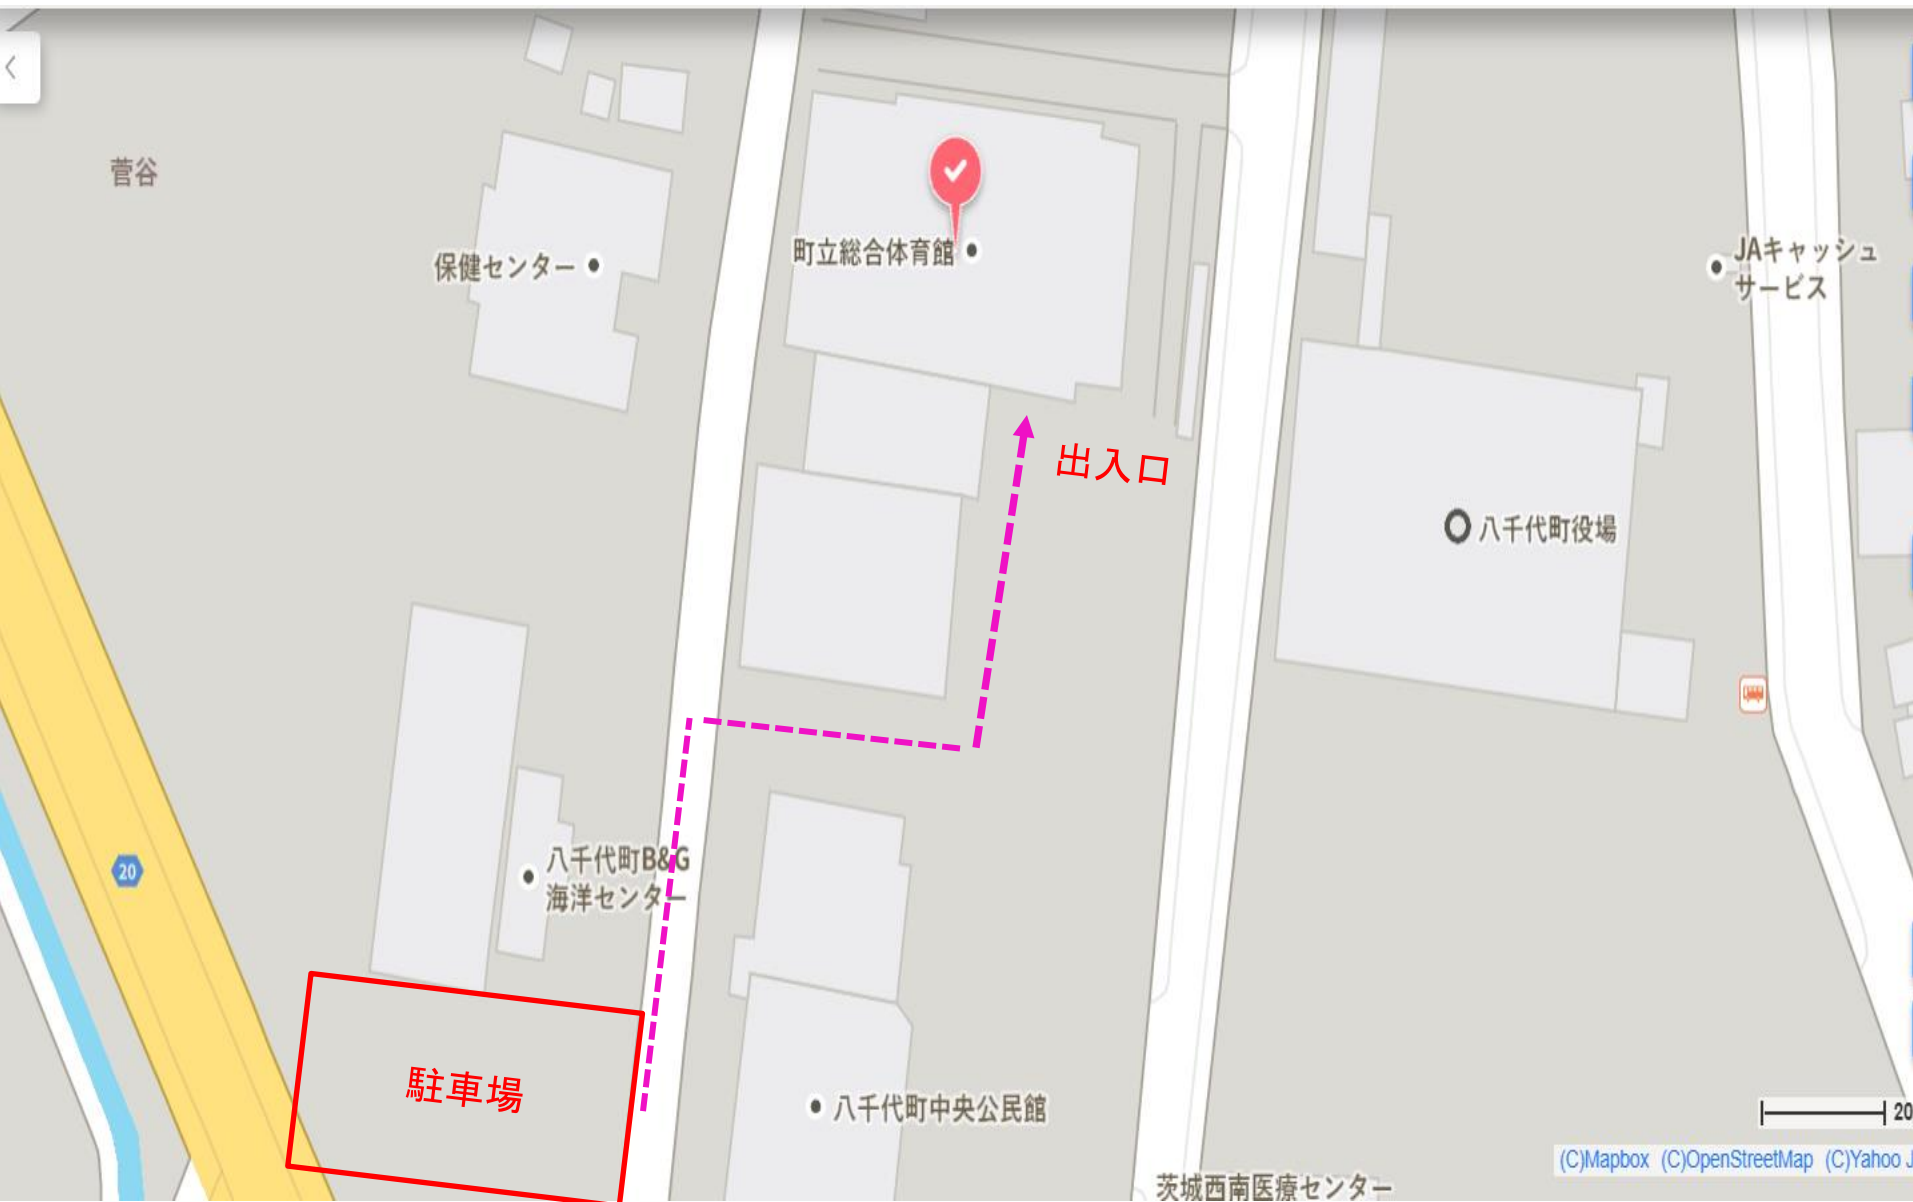 菅谷
保健センター
町立総合体育館
JAキャッシュ
サービス
出入口
八千代町役場
八千代町B&G
海洋センター
20
駐車場
八千代町中央公民館
20
(C)Mapbox (C)OpenStreetMap (C)Yahoo J
茨城西南医療センター